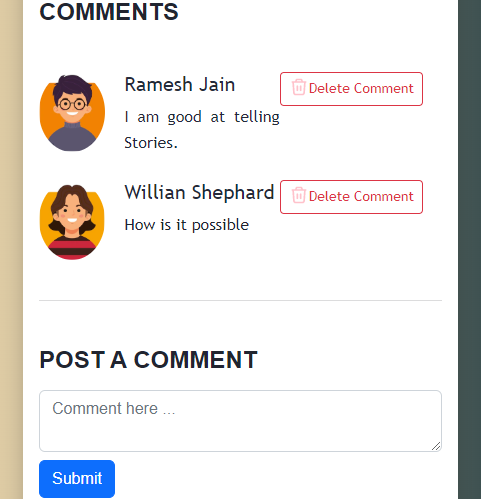 COMMENTS
Ramesh Jain
Delete Comment
I am good at telling
Stories.
Willian Shephard
Delete Comment
How is it possible
POST A COMMENT
Comment here ...
Submit